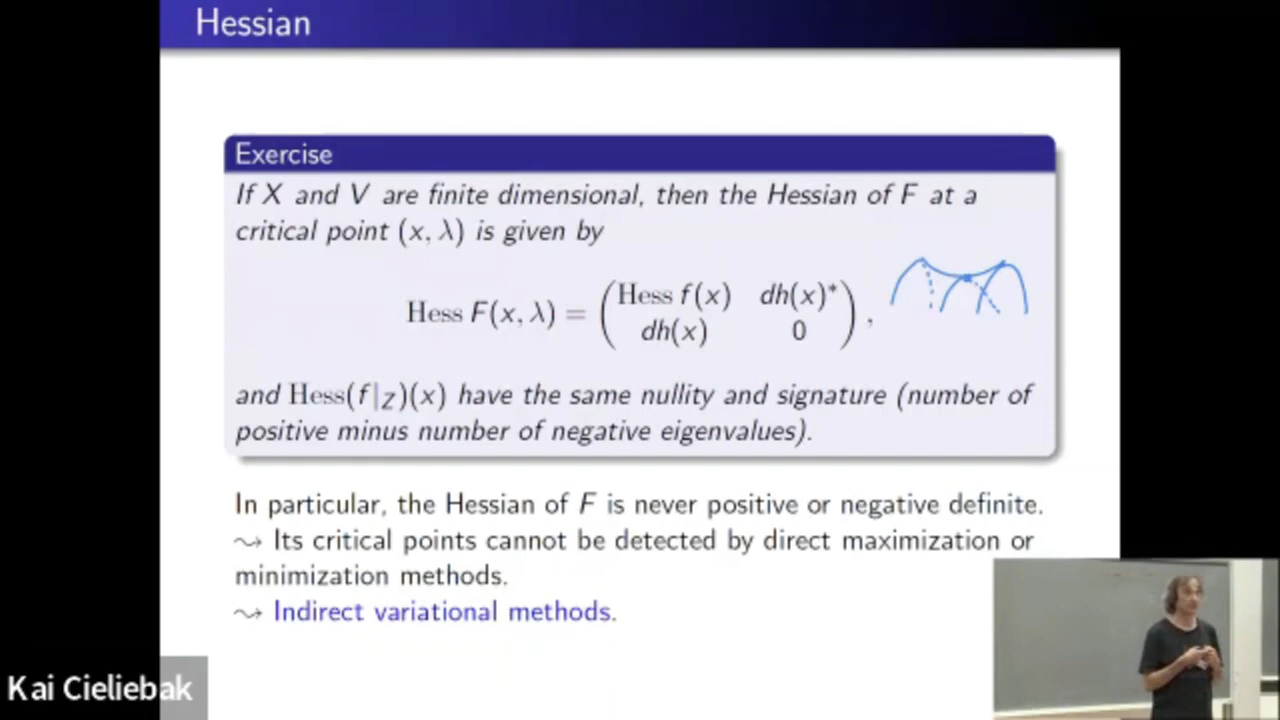 Hessian
Exercise
If X and V are finite dimensional, then the Hessian of F at a
critical point (x, λ) is given by
Hess F(x, λ) = ( Hess f(x) dh(x)*
dh(x) 0 ) ,
and Hess(f|_Z)(x) have the same nullity and signature (number of
positive minus number of negative eigenvalues).
In particular, the Hessian of F is never positive or negative definite.
⇝ Its critical points cannot be detected by direct maximization or
minimization methods.
⇝ Indirect variational methods.
Kai Cieliebak